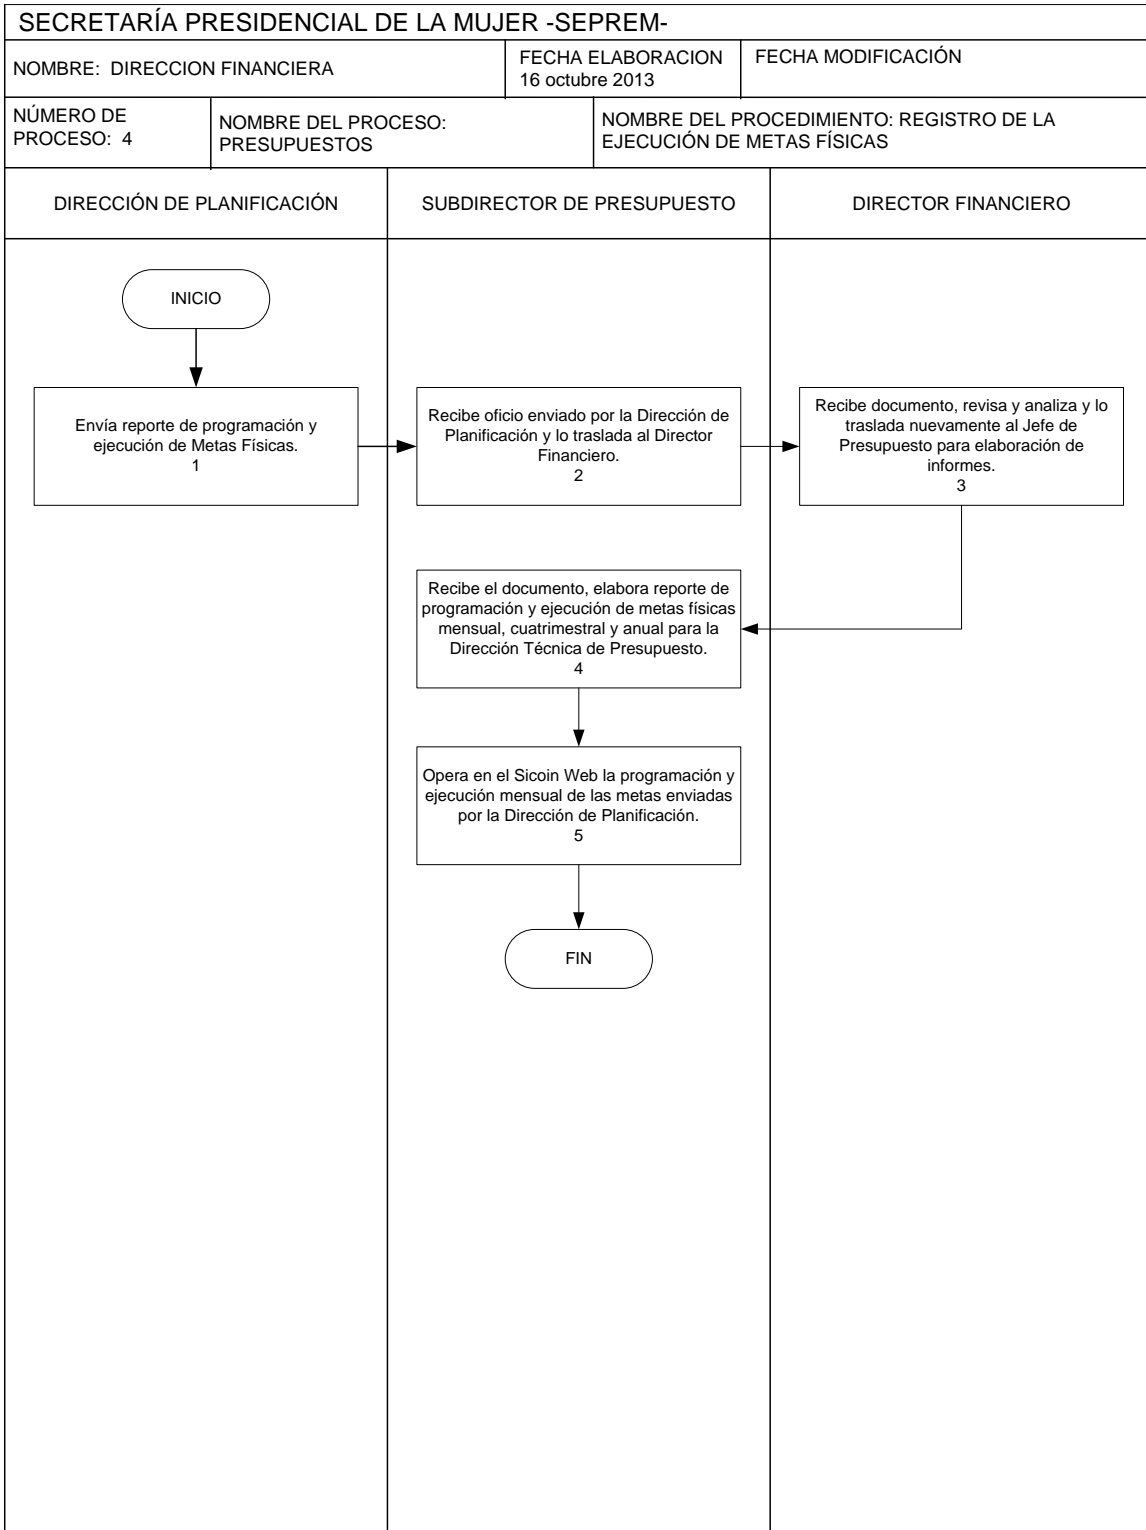 SECRETARÍA PRESIDENCIAL DE LA MUJER -SEPREM-
NOMBRE: DIRECCION FINANCIERA
FECHA ELABORACION
16 octubre 2013
FECHA MODIFICACIÓN
NÚMERO DE
PROCESO: 4
NOMBRE DEL PROCESO:
PRESUPUESTOS
NOMBRE DEL PROCEDIMIENTO: REGISTRO DE LA
EJECUCIÓN DE METAS FÍSICAS
DIRECCIÓN DE PLANIFICACIÓN
SUBDIRECTOR DE PRESUPUESTO
DIRECTOR FINANCIERO
INICIO
Envía reporte de programación y
ejecución de Metas Físicas.
1
Recibe oficio enviado por la Dirección de
Planificación y lo traslada al Director
Financiero.
2
Recibe documento, revisa y analiza y lo
traslada nuevamente al Jefe de
Presupuesto para elaboración de
informes.
3
Recibe el documento, elabora reporte de
programación y ejecución de metas físicas
mensual, cuatrimestral y anual para la
Dirección Técnica de Presupuesto.
4
Opera en el Sicoin Web la programación y
ejecución mensual de las metas enviadas
por la Dirección de Planificación.
5
FIN